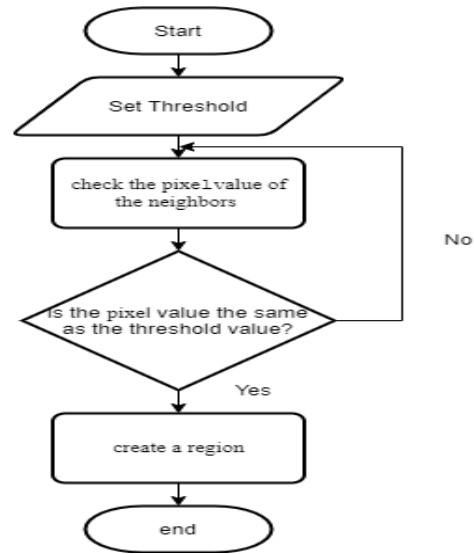 Start
Set Threshold
check the pixel value of
the neighbors
No
Is the pixel value the same
as the threshold value?
Yes
create a region
end